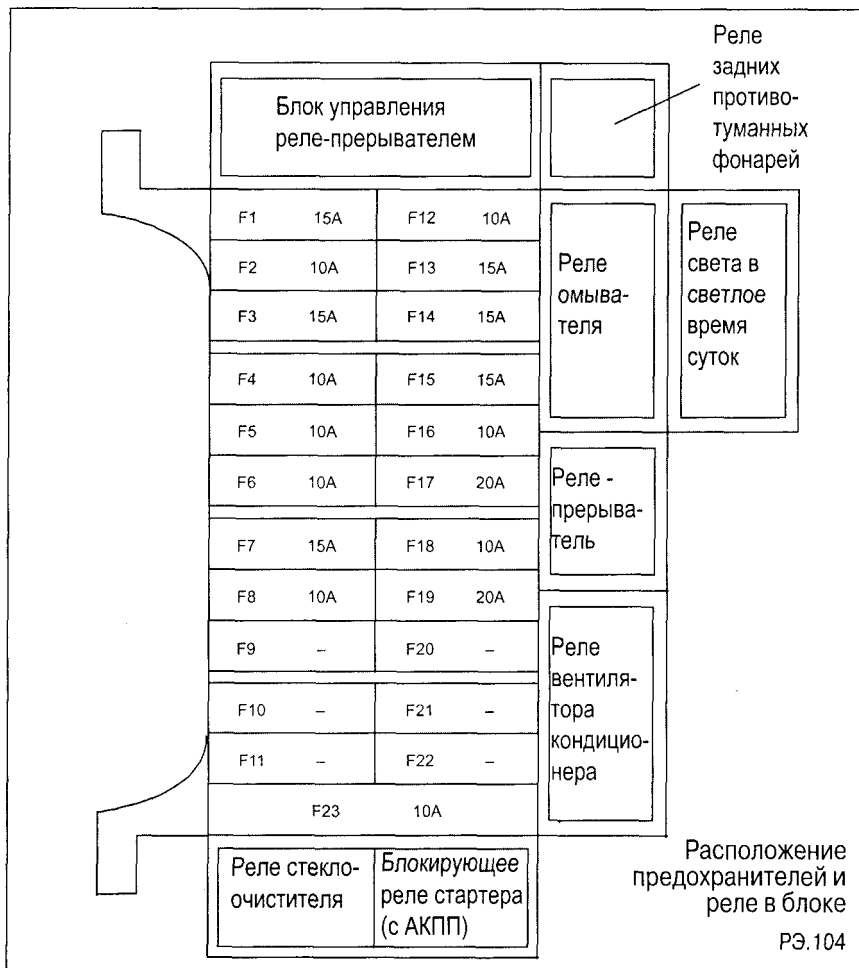 Реле
задних
противо-
туманных
фонарей
Блок управления
реле-прерывателем
F1 15A F12 10A
F2 10A F13 15A
F3 15A F14 15A
F4 10A F15 15A
F5 10A F16 10A
F6 10A F17 20A
F7 15A F18 10A
F8 10A F19 20A
F9 – F20 –
F10 – F21 –
F11 – F22 –
F23 10A
Реле
омыва-
теля
Реле
света в
светлое
время
суток
Реле -
прерыва-
тель
Реле
вентиля-
тора
кондицио-
нера
Реле стекло-
очистителя
Блокирующее
реле стартера
(с АКПП)
Расположение
предохранителей и
реле в блоке
РЭ.104